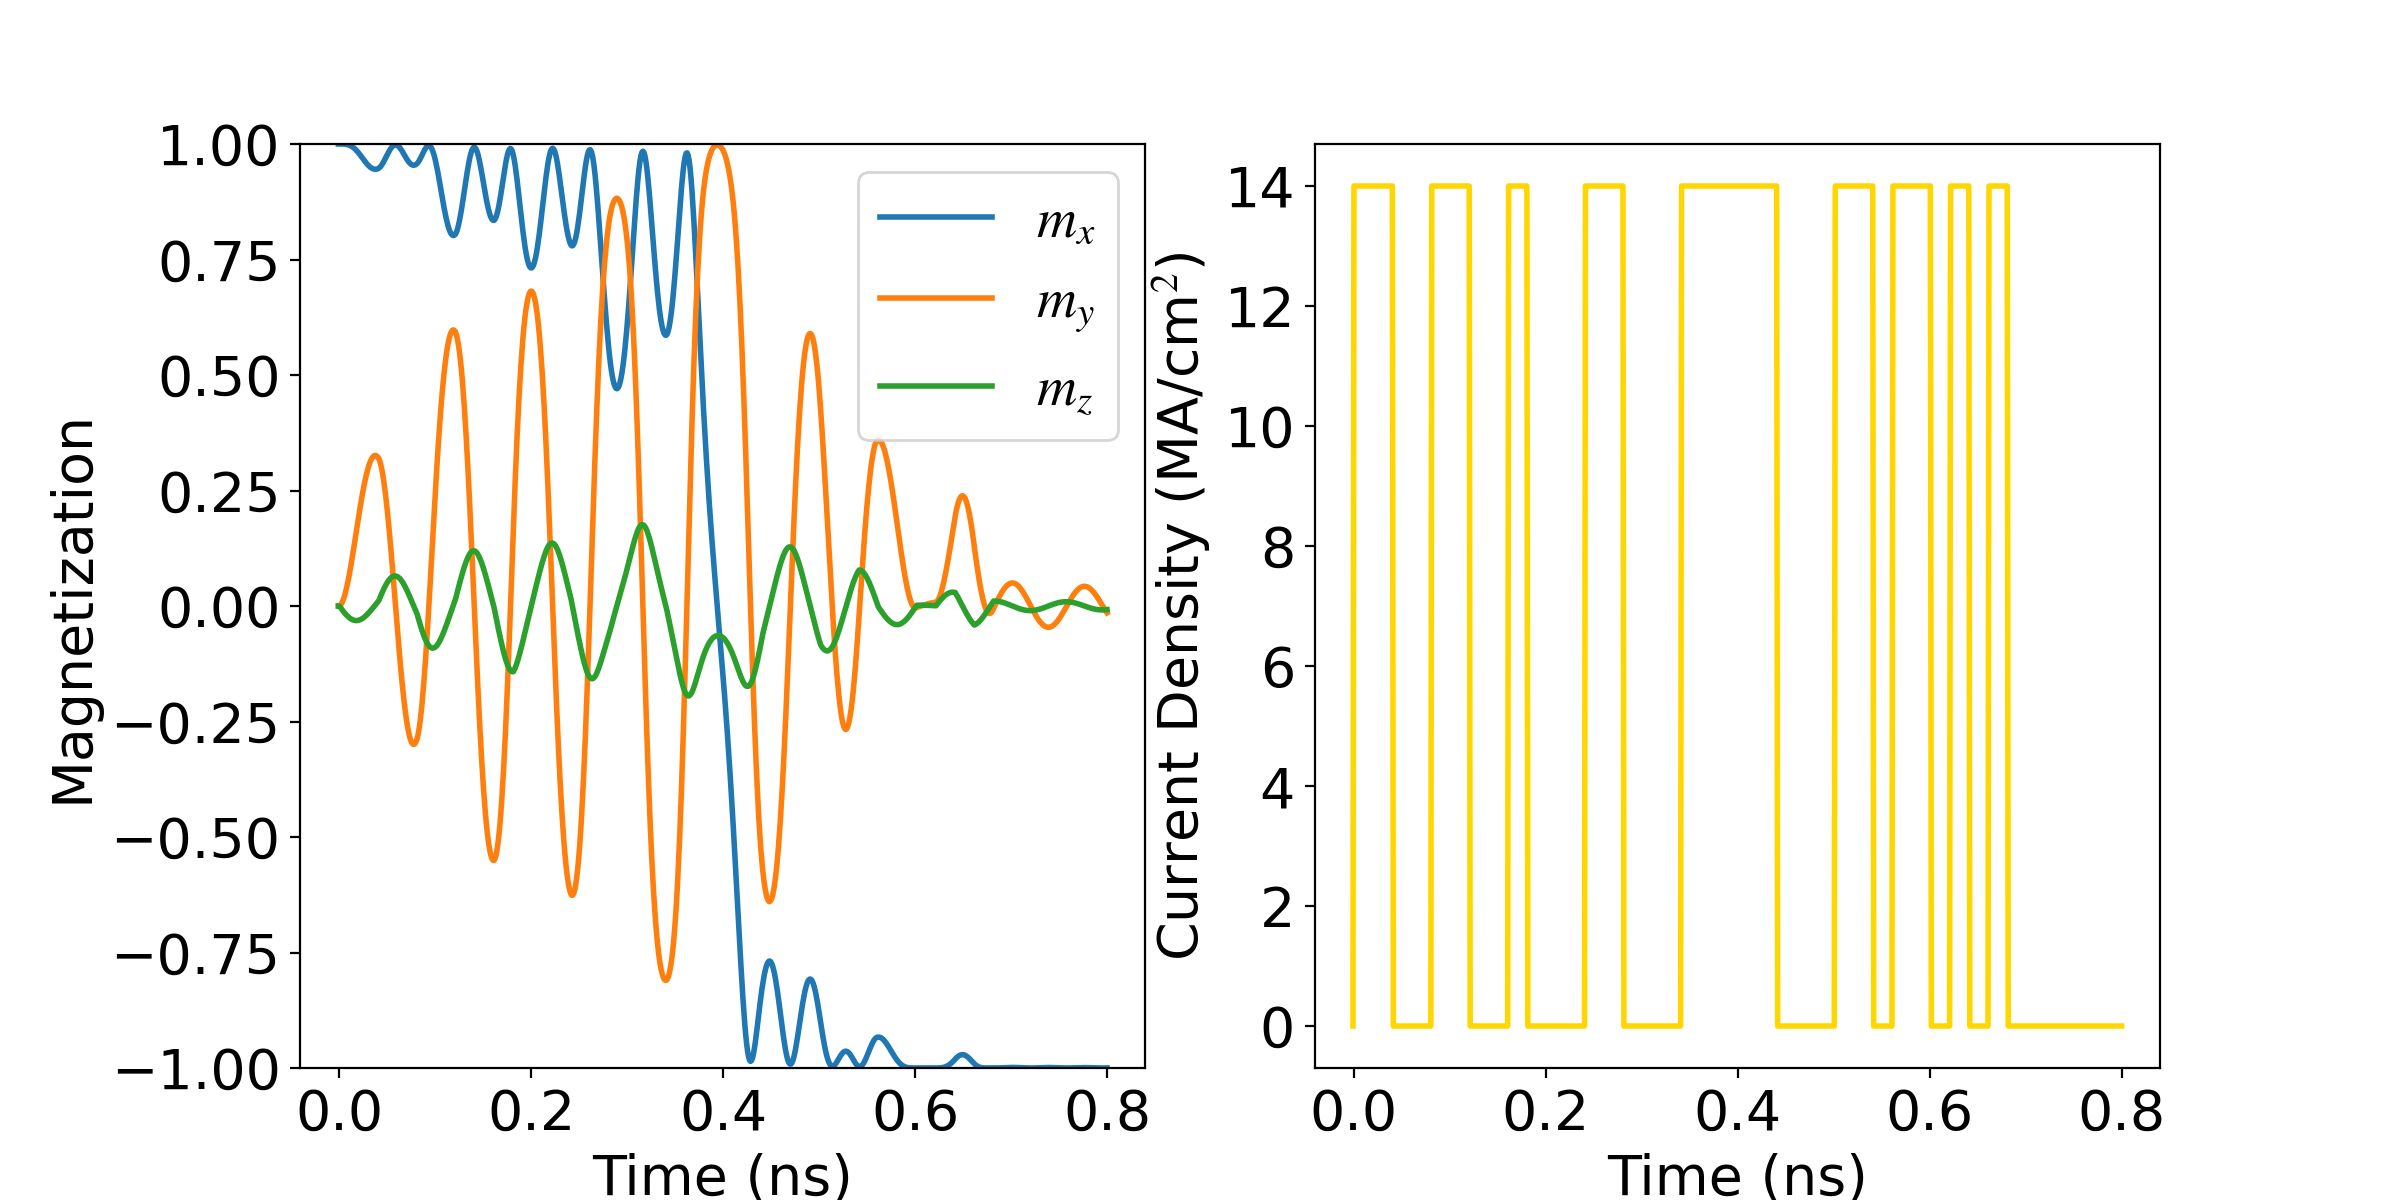 Magnetization
1.00
0.75
0.50
0.25
0.00
−0.25
−0.50
−0.75
−1.00
0.0 0.2 0.4 0.6 0.8
Time (ns)
m_x
m_y
m_z
Current Density (MA/cm²)
14
12
10
8
6
4
2
0
0.0 0.2 0.4 0.6 0.8
Time (ns)